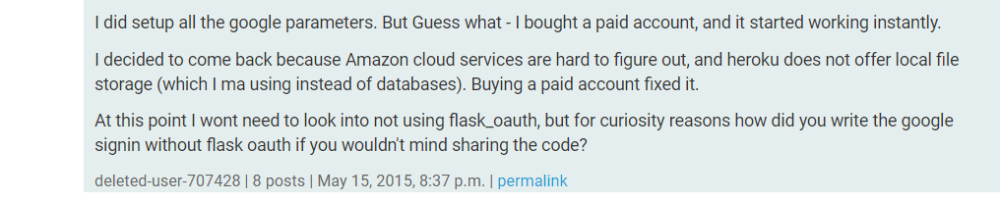 I did setup all the google parameters. But Guess what - I bought a paid account, and it started working instantly.
I decided to come back because Amazon cloud services are hard to figure out, and heroku does not offer local file
storage (which I ma using instead of databases). Buying a paid account fixed it.
At this point I wont need to look into not using flask_oauth, but for curiosity reasons how did you write the google
signin without flask oauth if you wouldn't mind sharing the code?
deleted-user-707428 | 8 posts | May 15, 2015, 8:37 p.m. | permalink